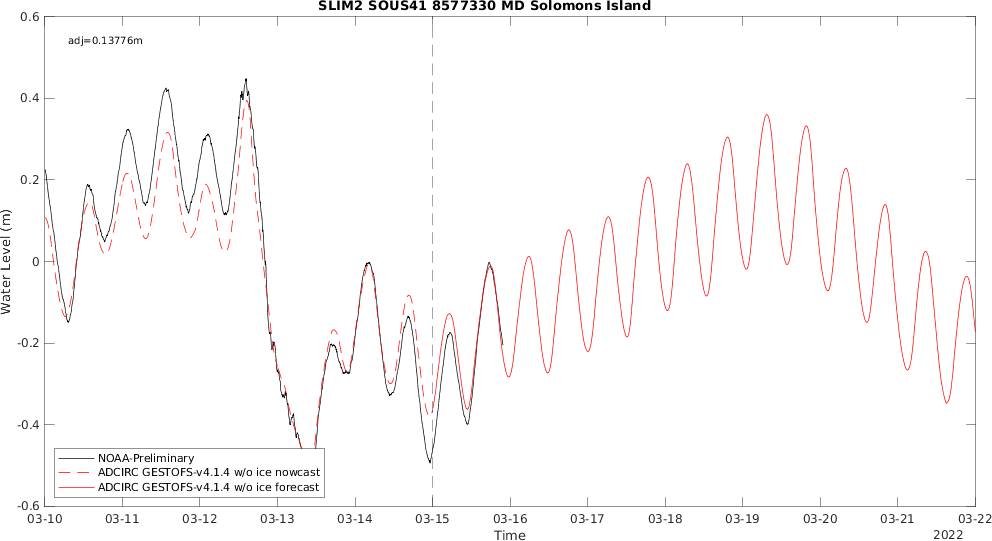 SLIM2 SOUS41 8577330 MD Solomons Island
adj=0.13776m
0.6
0.4
0.2
0
-0.2
-0.4
-0.6
Water Level (m)
NOAA-Preliminary
ADCIRC GESTOFS-v4.1.4 w/o ice nowcast
ADCIRC GESTOFS-v4.1.4 w/o ice forecast
03-10 03-11 03-12 03-13 03-14 03-15 03-16 03-17 03-18 03-19 03-20 03-21 03-22
Time
2022